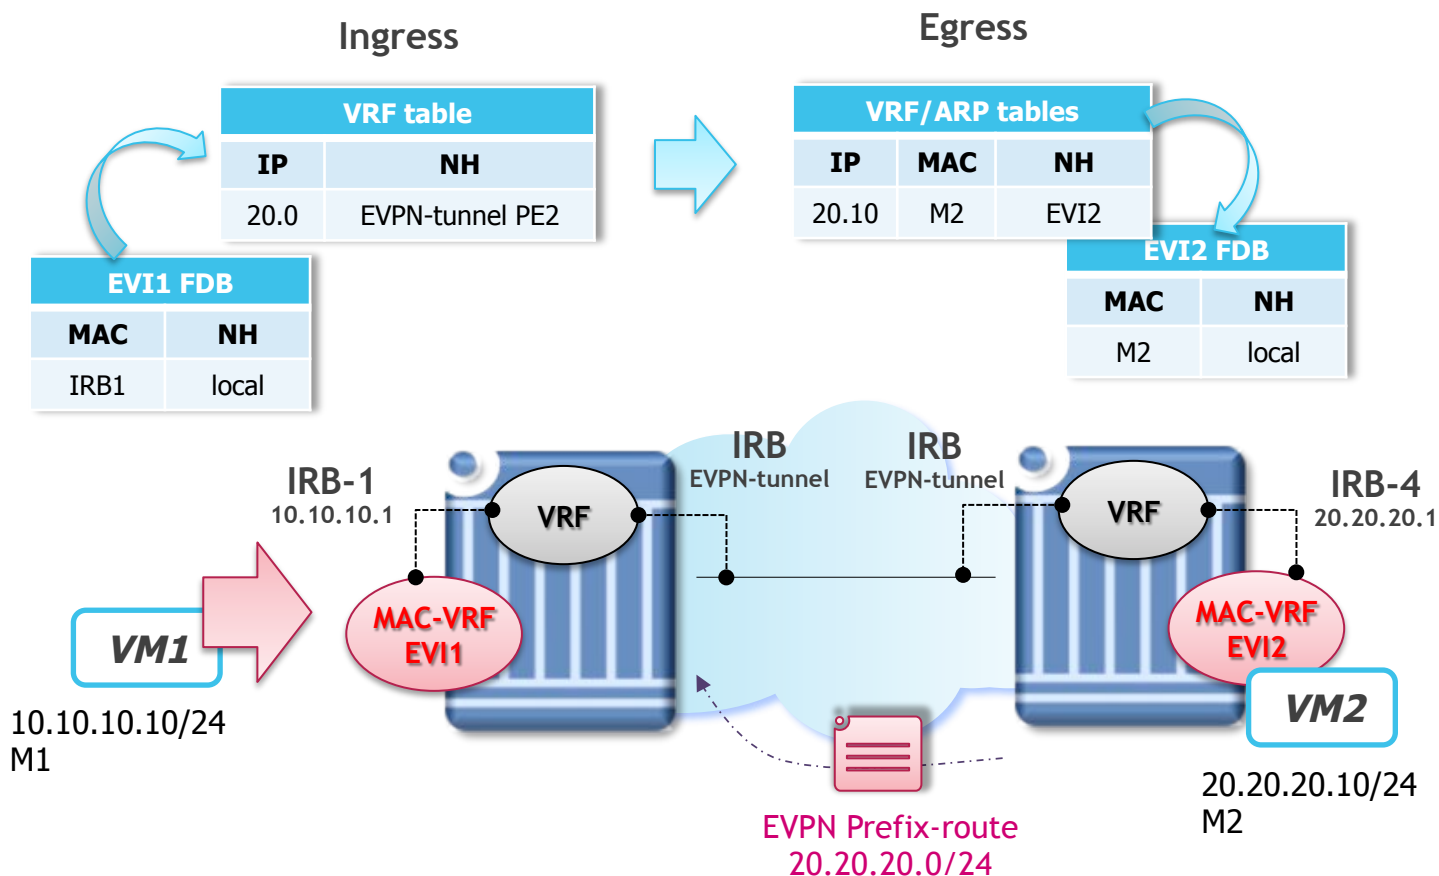 Ingress
Egress
VRF table
IP NH
20.0 EVPN-tunnel PE2
VRF/ARP tables
IP MAC NH
20.10 M2 EVI2
EVI1 FDB
MAC NH
IRB1 local
EVI2 FDB
MAC NH
M2 local
IRB-1
10.10.10.1
IRB
EVPN-tunnel
IRB
EVPN-tunnel
IRB-4
20.20.20.1
VRF
VRF
MAC-VRF
EVI1
MAC-VRF
EVI2
VM1
10.10.10.10/24
M1
VM2
20.20.20.10/24
M2
EVPN Prefix-route
20.20.20.0/24